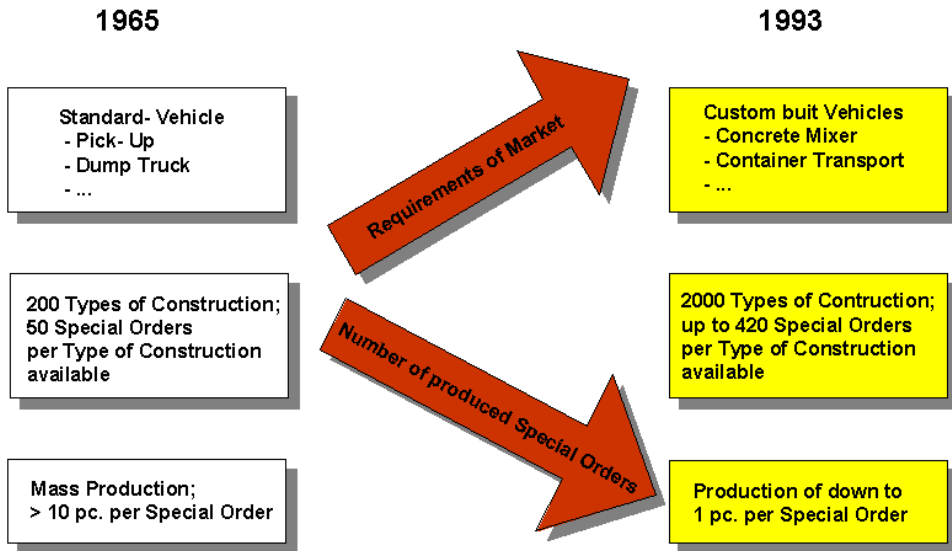 1965
1993
Standard- Vehicle
- Pick- Up
- Dump Truck
- ...
Requirements of Market
Custom buit Vehicles
- Concrete Mixer
- Container Transport
- ...
200 Types of Construction;
50 Special Orders
per Type of Construction
available
Number of produced Special Orders
2000 Types of Contruction;
up to 420 Special Orders
per Type of Construction
available
Mass Production;
> 10 pc. per Special Order
Production of down to
1 pc. per Special Order